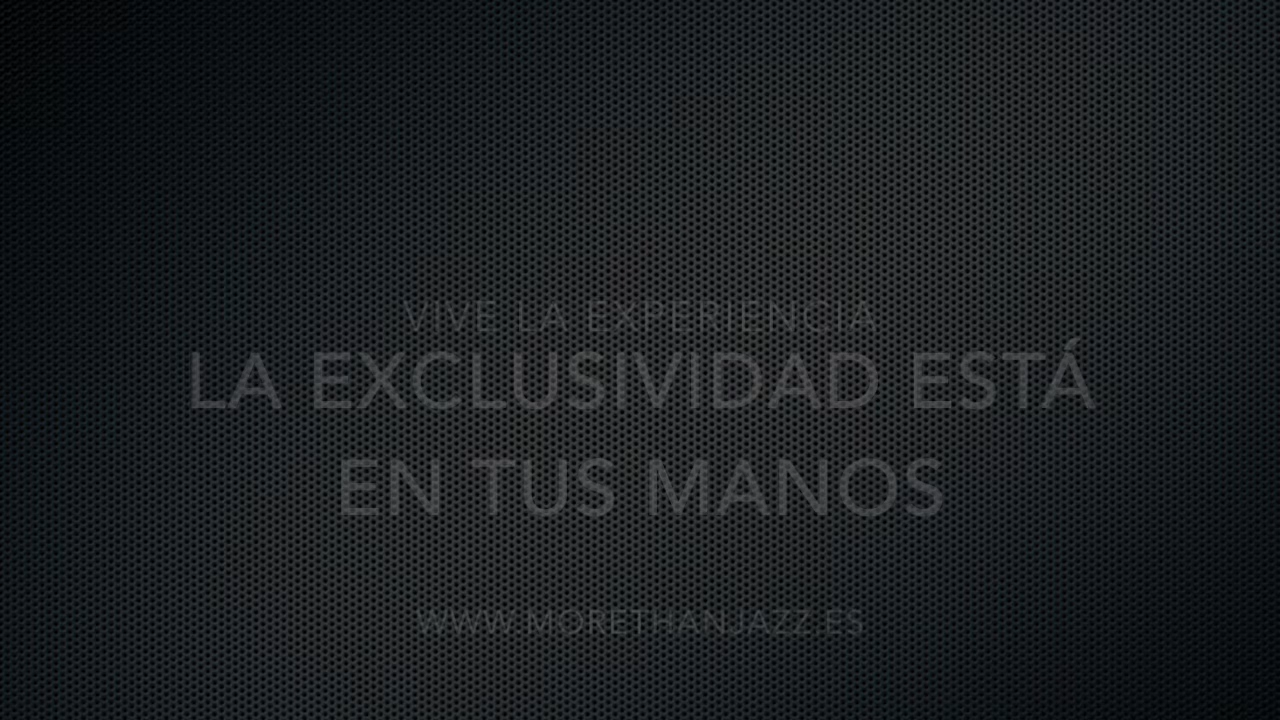 VIVE LA EXPERIENCIA
LA EXCLUSIVIDAD ESTÁ
EN TUS MANOS
WWW.MORETHANJAZZ.ES